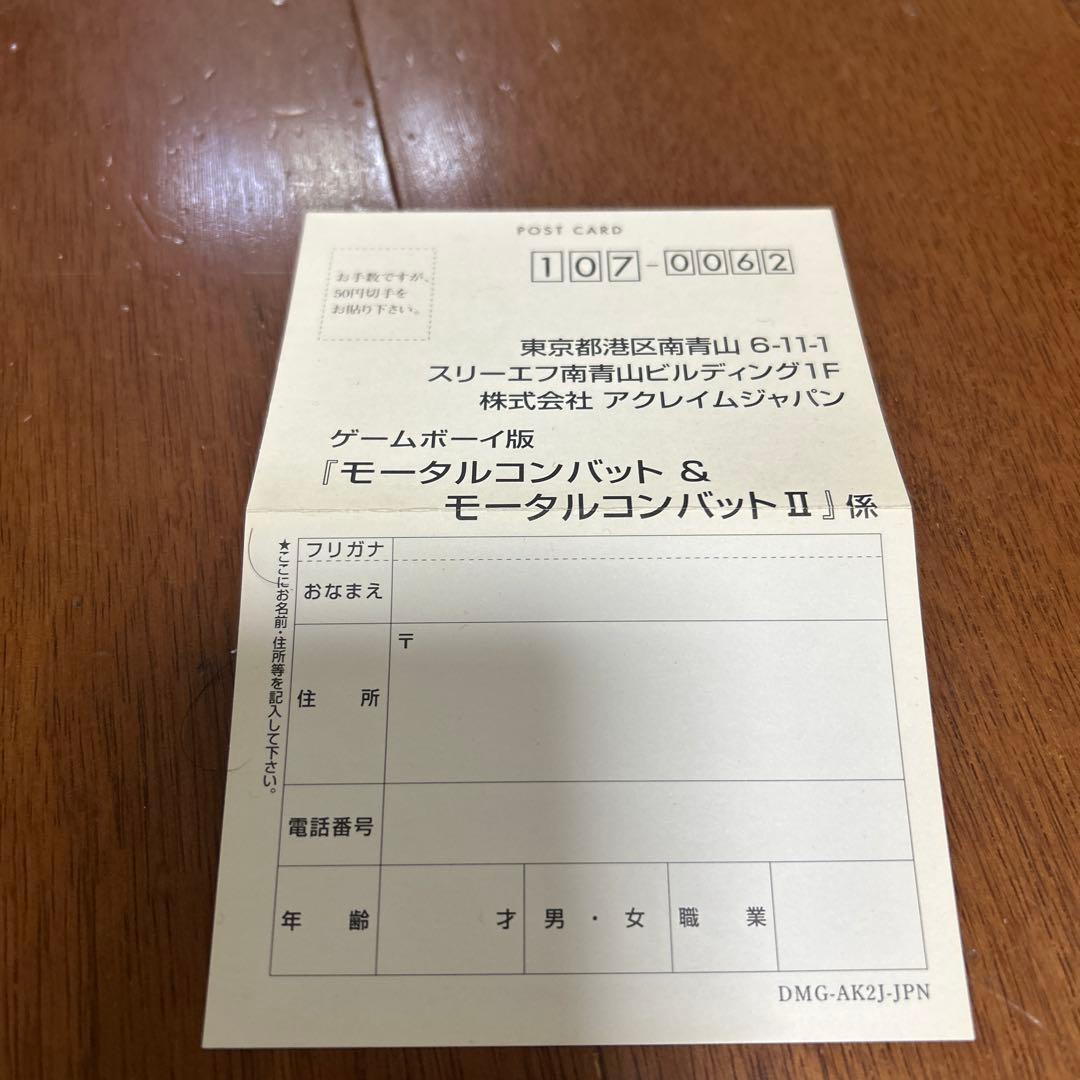 POST CARD
お手数ですが、
50円切手を
お貼り下さい。
107-0062
東京都港区南青山 6-11-1
スリーエフ南青山ビルディング1F
株式会社 アクレイムジャパン
ゲームボーイ版
『モータルコンバット &
モータルコンバットⅡ』係
★ここにお名前・住所等を記入して下さい。
フリガナ
おなまえ
住所
〒
電話番号
年齢 才 男・女 職業
DMG-AK2J-JPN